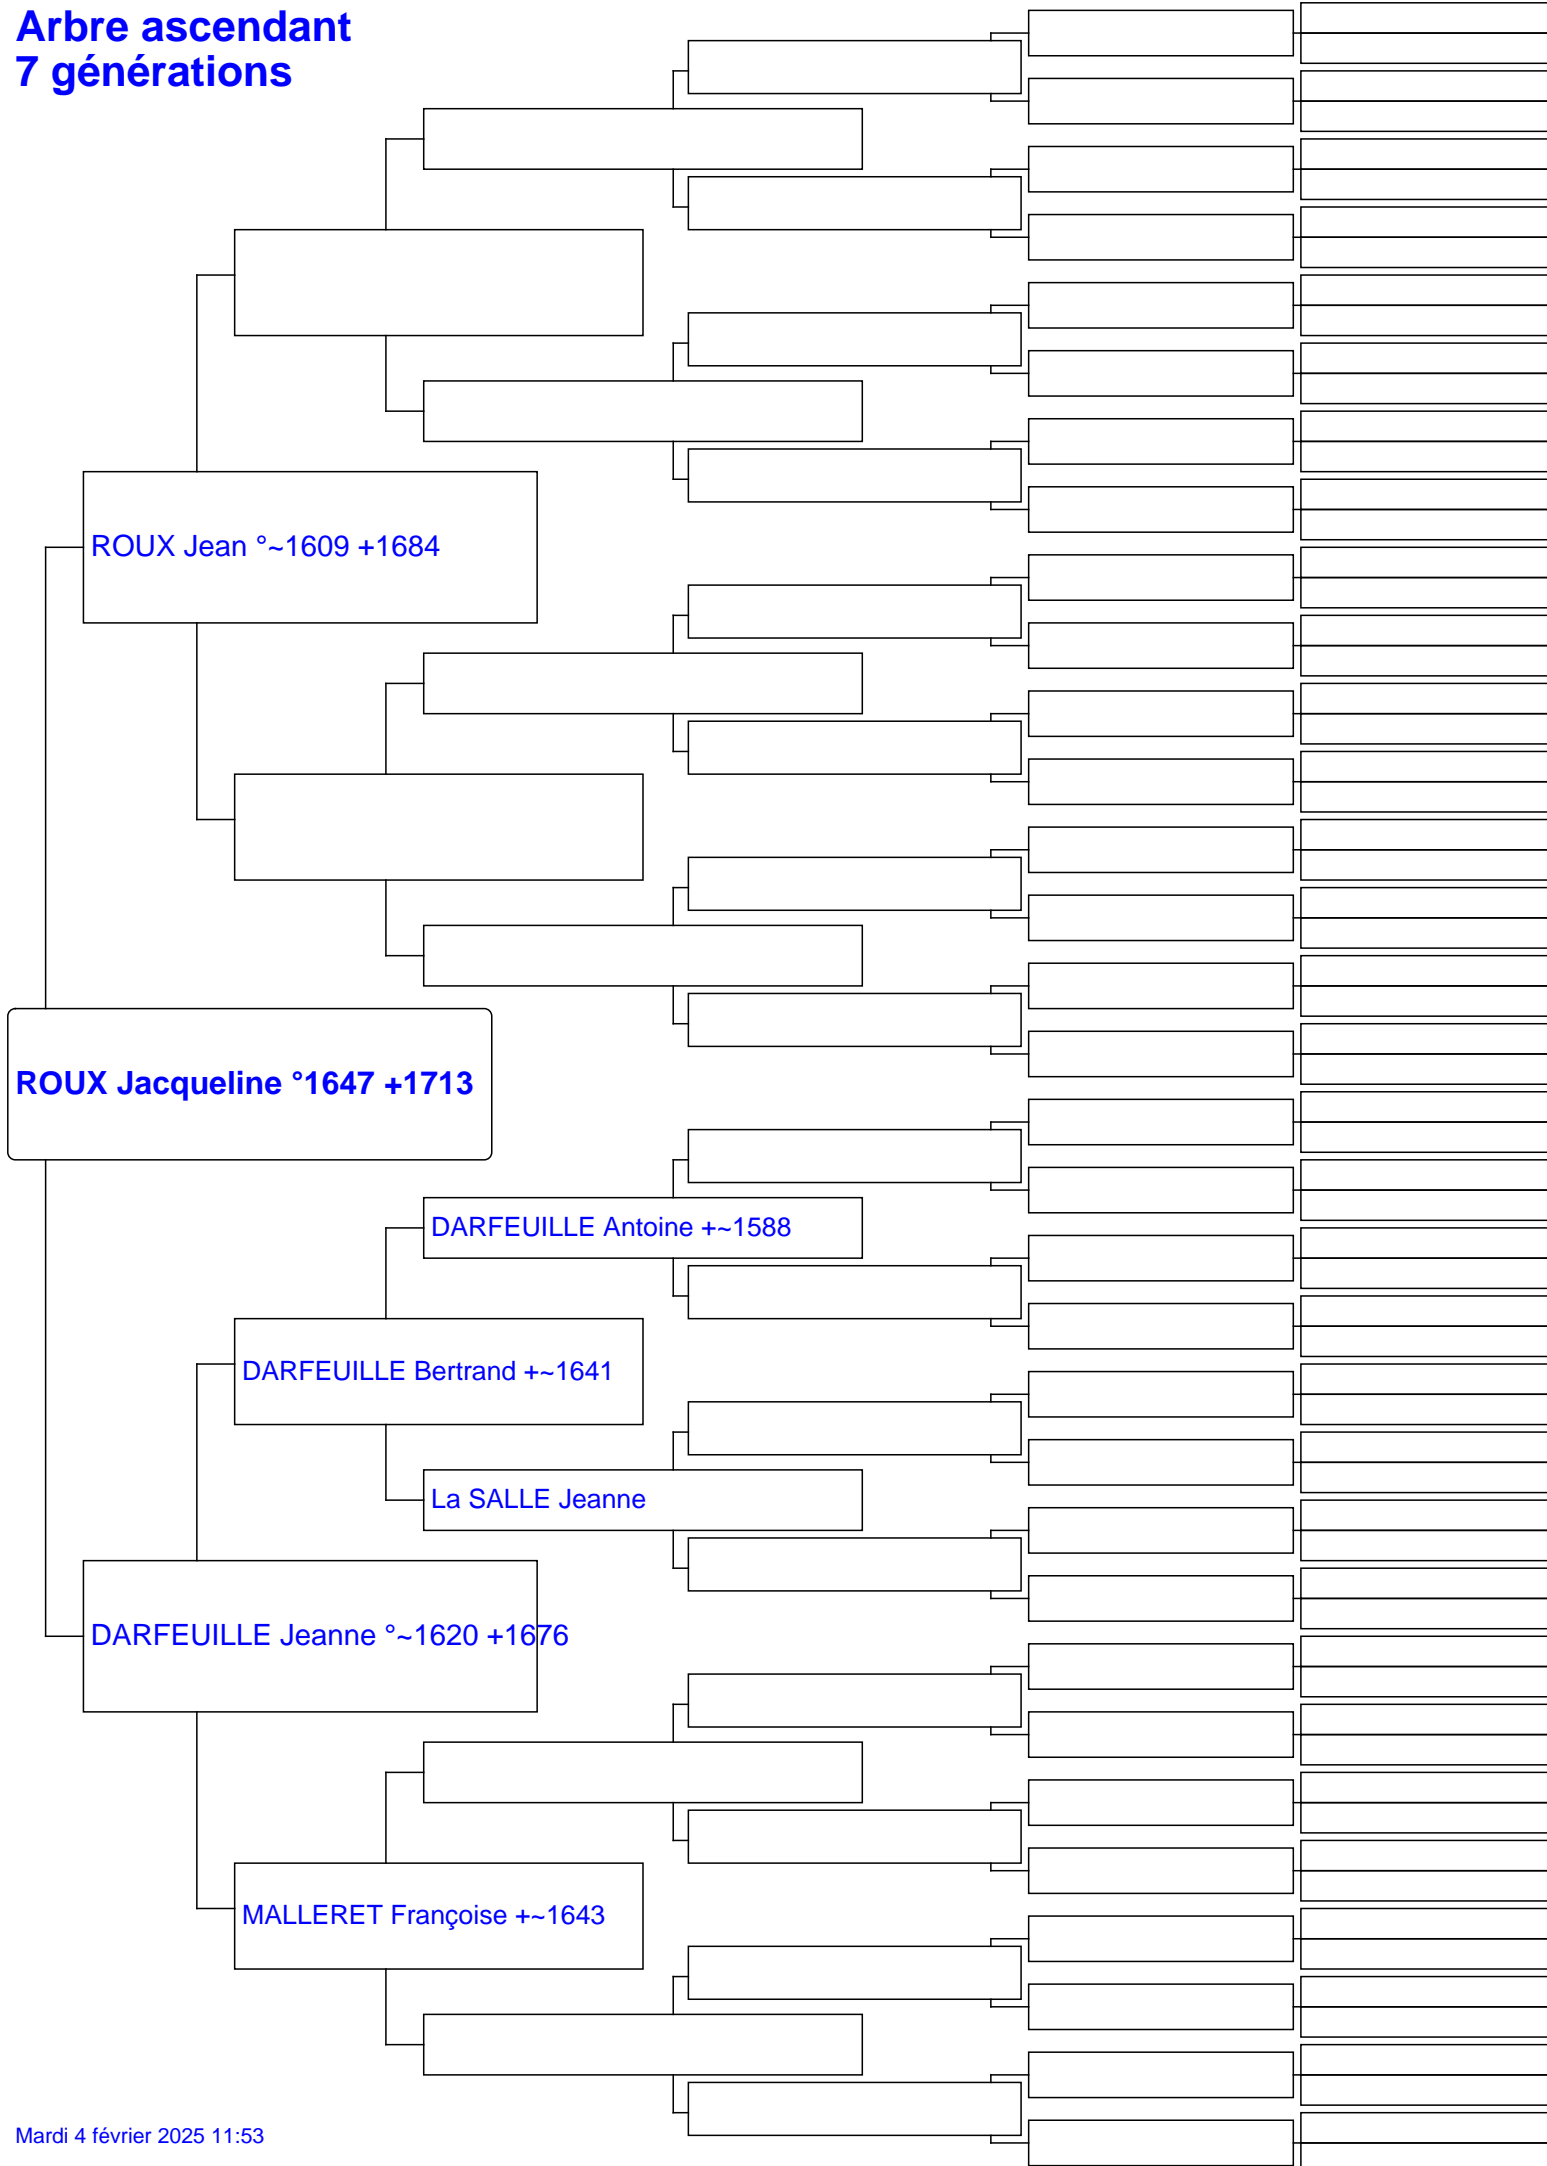 Arbre ascendant
7 générations
ROUX Jean °~1609 +1684
ROUX Jacqueline °1647 +1713
DARFEUILLE Antoine +~1588
DARFEUILLE Bertrand +~1641
La SALLE Jeanne
DARFEUILLE Jeanne °~1620 +1676
MALLERET Françoise +~1643
Mardi 4 février 2025 11:53